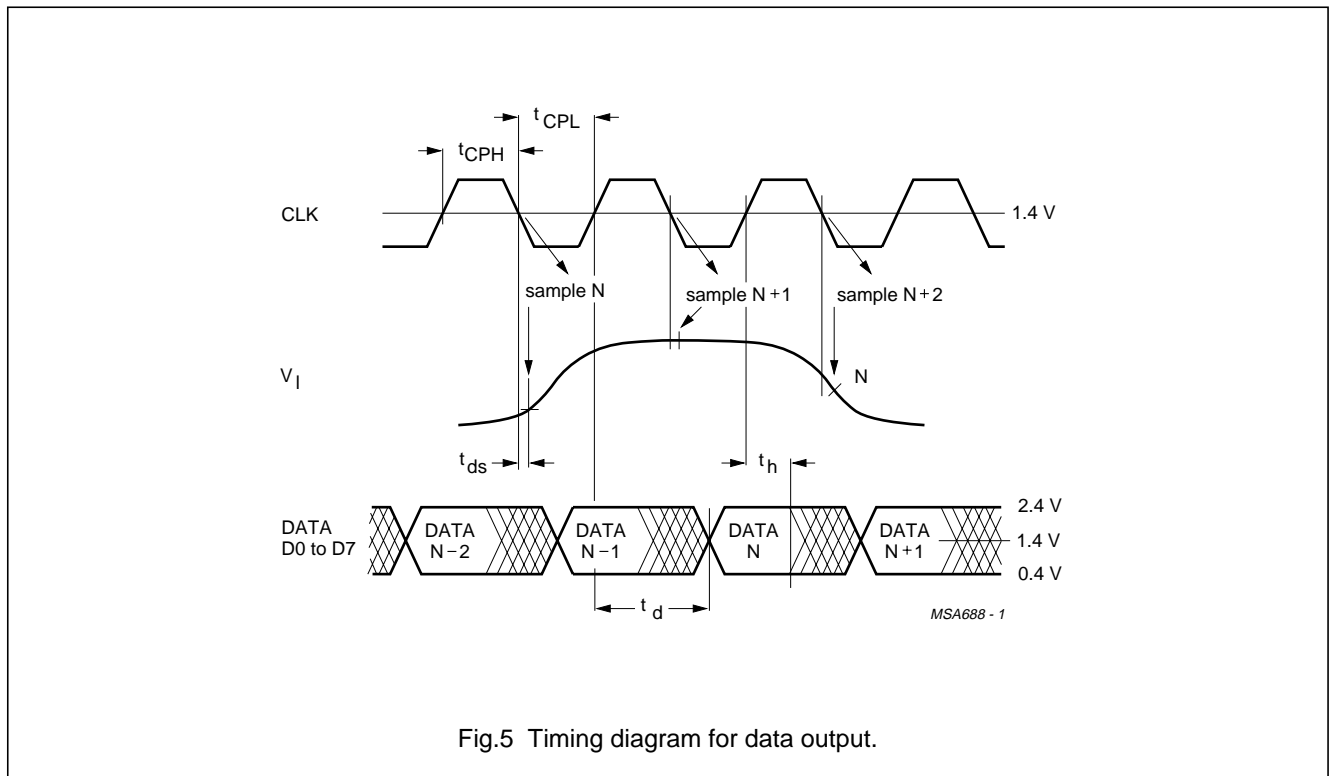 t CPL
tCPH
CLK
1.4 V
sample N
sample N+1
sample N+2
VI
N
tds
th
DATA
D0 to D7
DATA
N−2
DATA
N−1
DATA
N
DATA
N+1
2.4 V
1.4 V
0.4 V
t d
MSA688 - 1
Fig.5 Timing diagram for data output.